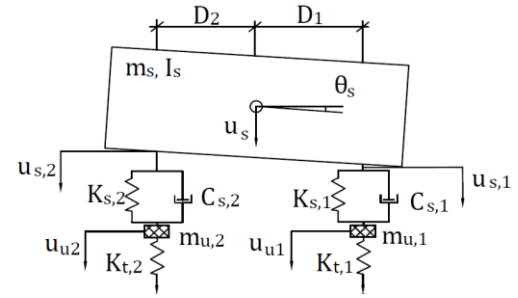 D₂ D₁
mₛ, Iₛ
θₛ
uₛ
uₛ,₂
uₛ,₁
Kₛ,₂ Cₛ,₂ Kₛ,₁ Cₛ,₁
uᵤ₂ mᵤ,₂ uᵤ₁ mᵤ,₁
Kₜ,₂ Kₜ,₁